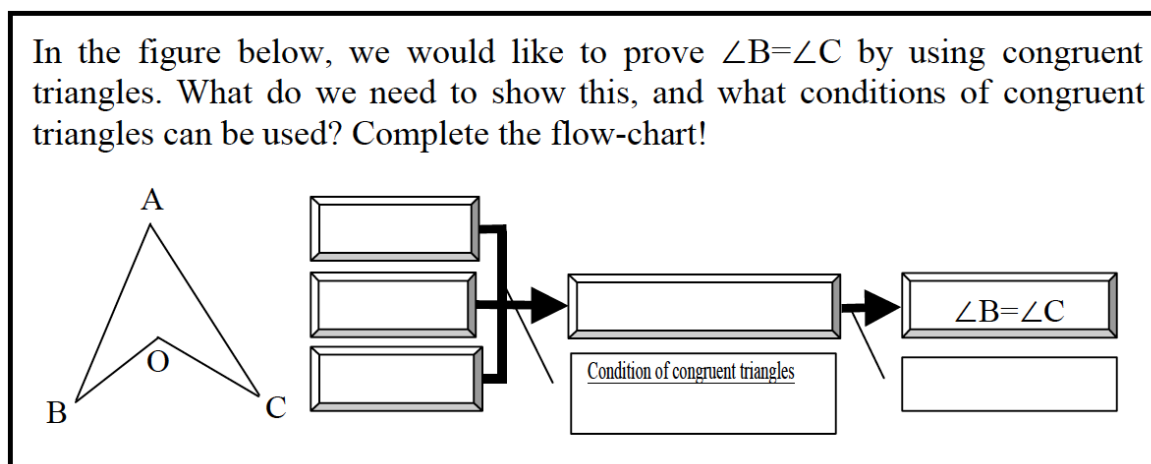 In the figure below, we would like to prove ∠B=∠C by using congruent
triangles. What do we need to show this, and what conditions of congruent
triangles can be used? Complete the flow-chart!
A
O
B
C
∠B=∠C
Condition of congruent triangles